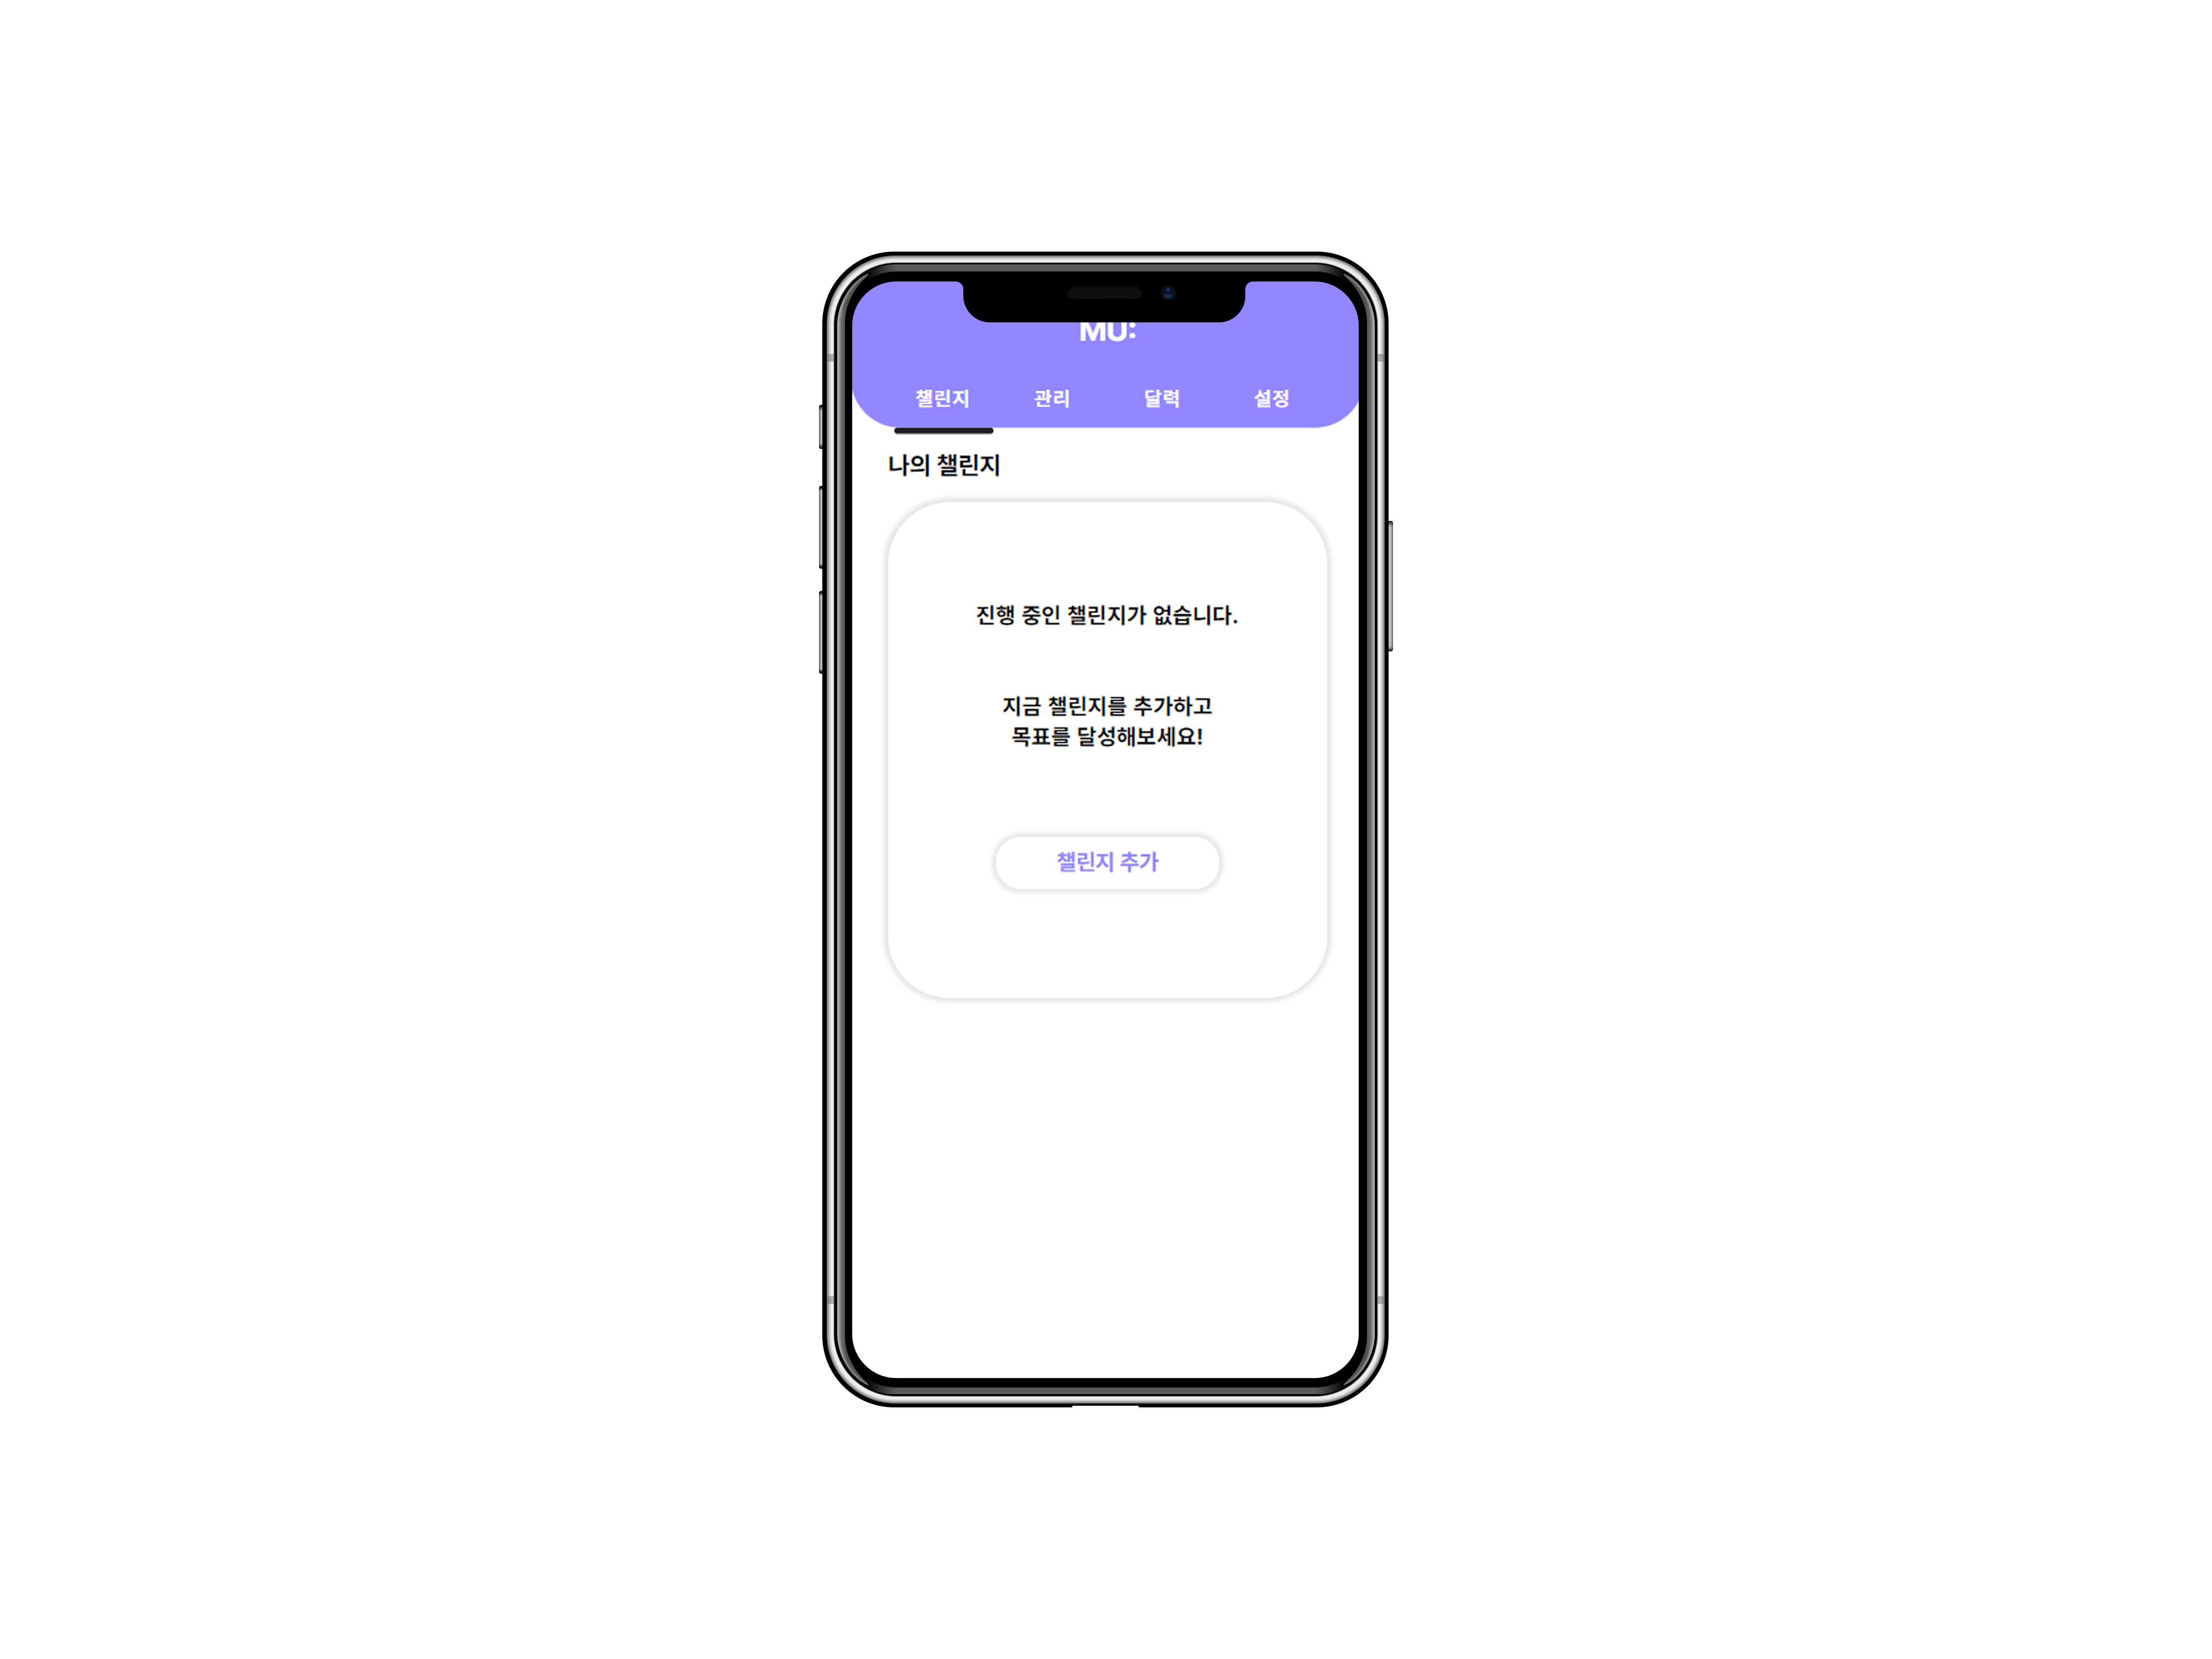 MU:
챌린지 관리 달력 설정
나의 챌린지
진행 중인 챌린지가 없습니다.
지금 챌린지를 추가하고
목표를 달성해보세요!
챌린지 추가